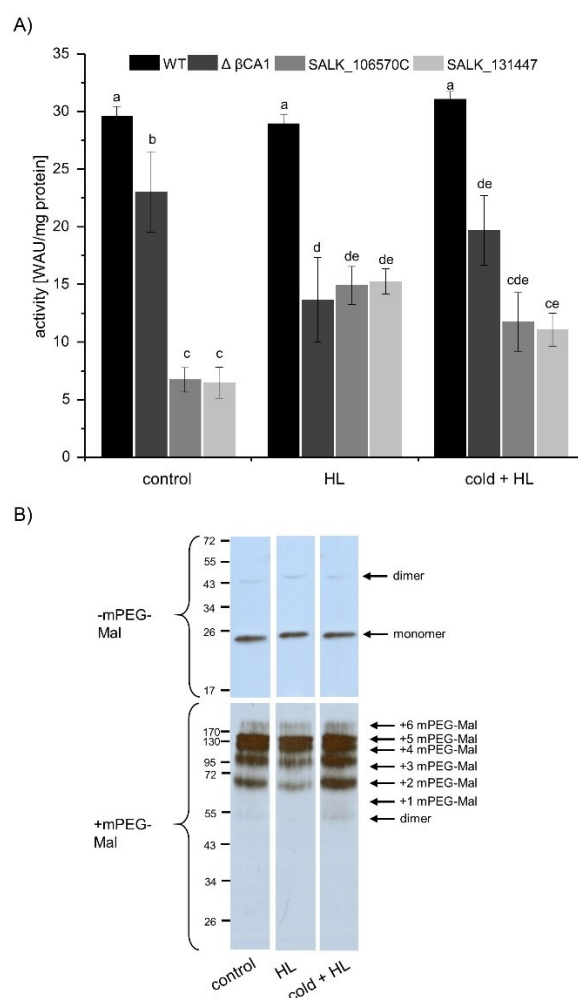 A)
35
30
25
20
15
10
5
0
activity [WAU/mg protein]
WT Δ βCA1 SALK_106570C SALK_131447
a b c c
a d de de
a de cde ce
control HL cold + HL
B)
-mPEG-
Mal
72
55
43
34
26
17
dimer
monomer
+mPEG-
Mal
170
130
95
72
55
43
34
26
+6 mPEG-Mal
+5 mPEG-Mal
+4 mPEG-Mal
+3 mPEG-Mal
+2 mPEG-Mal
+1 mPEG-Mal
dimer
control HL cold + HL